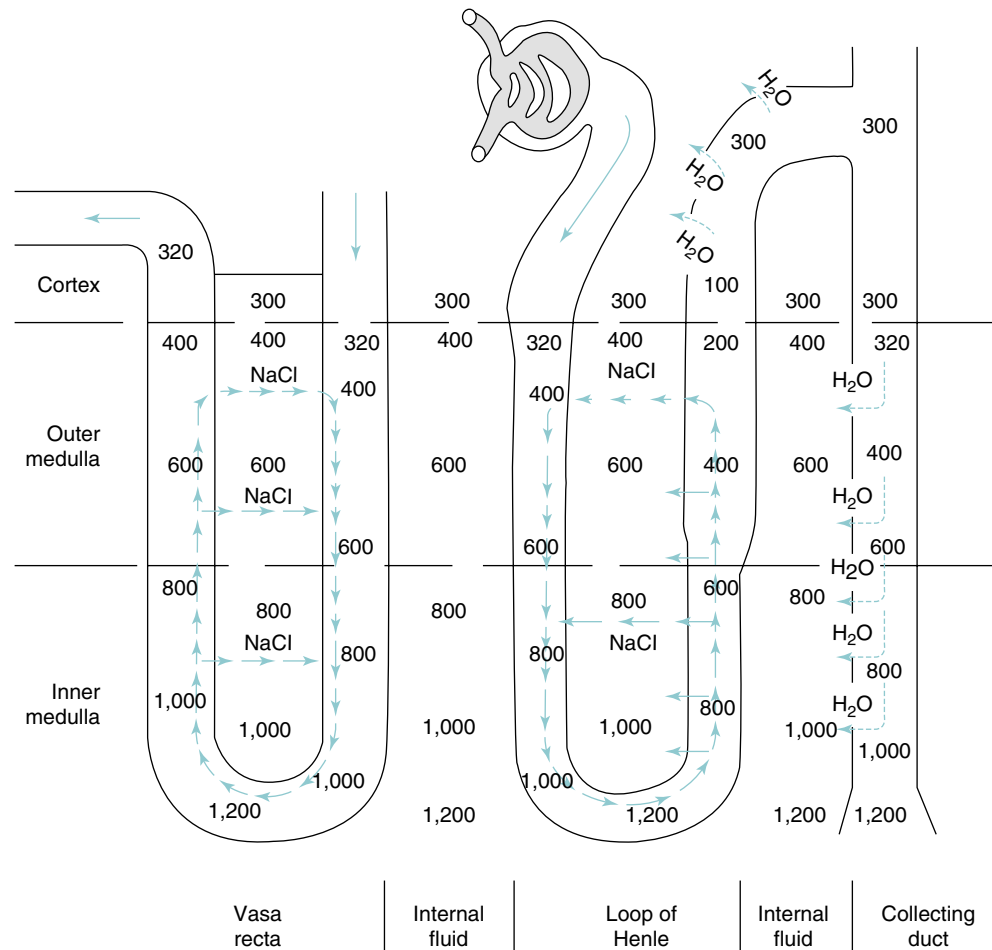 H2O
300
300
H2O
H2O
320
100
Cortex
300
300
300
300
300
400
400
320
400
320
400
200
400
320
NaCl
NaCl
H2O
400
400
400
Outer
medulla
600
600
600
600
400
600
NaCl
H2O
600
600
600
H2O
800
600
800
800
800
800
NaCl
NaCl
H2O
800
800
800
Inner
medulla
1,000
800
H2O
1,000
1,000
1,000
1,000
1,000
1,000
1,000
1,200
1,200
1,200
1,200
1,200
Vasa
recta
Internal
fluid
Loop of
Henle
Internal
fluid
Collecting
duct